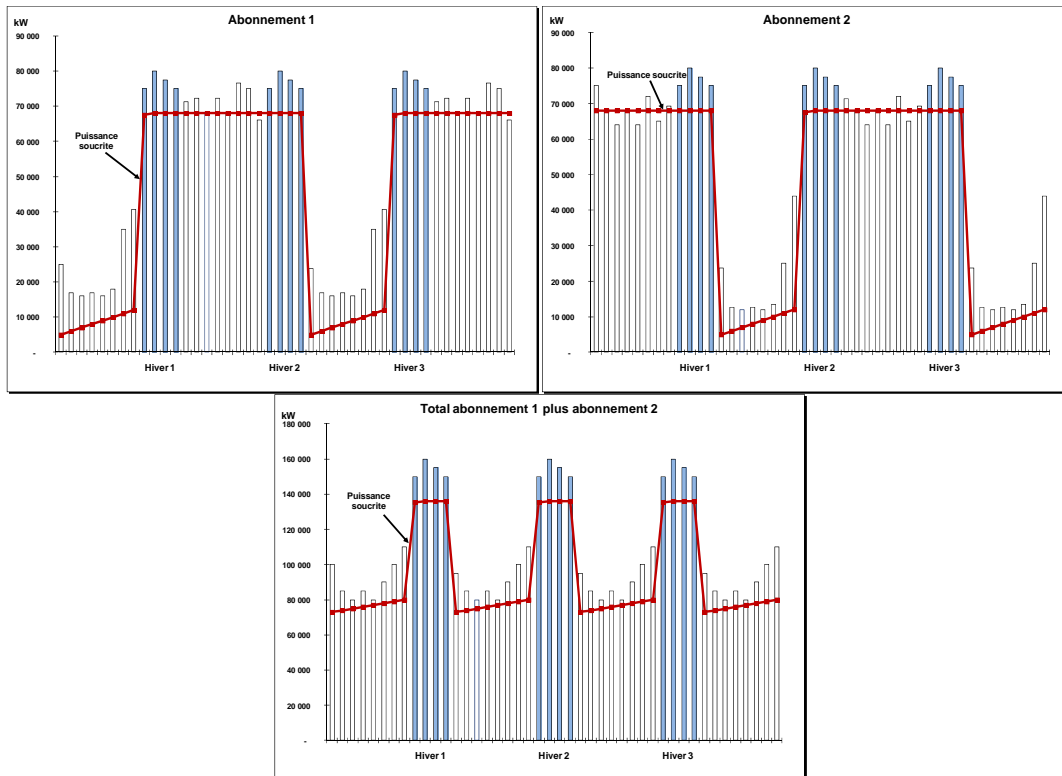 Abonnement 1
kW
90 000
80 000
70 000
60 000
50 000
40 000
30 000
20 000
10 000
-
Puissance
soucrite
Hiver 1
Hiver 2
Hiver 3
Abonnement 2
kW
90 000
80 000
70 000
60 000
50 000
40 000
30 000
20 000
10 000
-
Puissance soucrite
Hiver 1
Hiver 2
Hiver 3
Total abonnement 1 plus abonnement 2
kW
180 000
160 000
140 000
120 000
100 000
80 000
60 000
40 000
20 000
-
Puissance
soucrite
Hiver 1
Hiver 2
Hiver 3